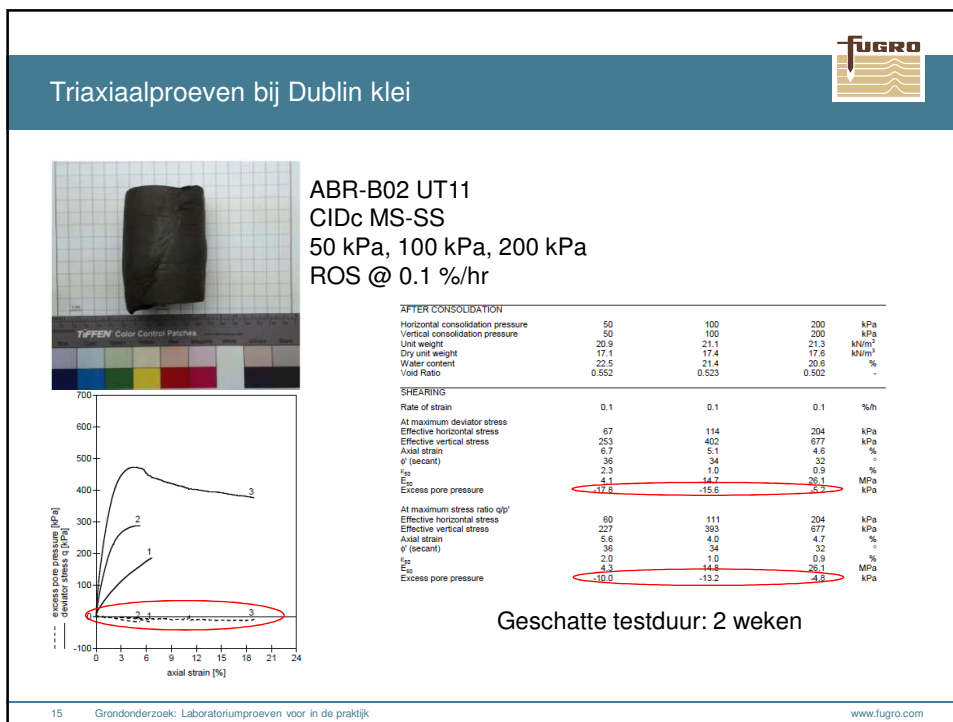 FUGRO
Triaxiaalproeven bij Dublin klei
ABR-B02 UT11
CIDc MS-SS
50 kPa, 100 kPa, 200 kPa
ROS @ 0.1 %/hr
TIFFEN Color Control Patches
AFTER CONSOLIDATION
Horizontal consolidation pressure 50 100 200 kPa
Vertical consolidation pressure 50 100 200 kPa
Unit weight 20.9 21.1 21.3 kN/m³
Dry unit weight 17.1 17.4 17.6 kN/m³
Water content 22.5 21.4 20.6 %
Void Ratio 0.552 0.523 0.502 -
SHEARING
Rate of strain 0.1 0.1 0.1 %/h
At maximum deviator stress
Effective horizontal stress 67 114 204 kPa
Effective vertical stress 253 402 677 kPa
Axial strain 6.7 5.1 4.6 %
ϕ' (secant) 36 34 32 °
ε50 2.3 1.0 0.9 %
E50 4.1 14.7 26.1 MPa
Excess pore pressure -17.8 -15.6 -5.2 kPa
At maximum stress ratio q/p'
Effective horizontal stress 60 111 204 kPa
Effective vertical stress 227 393 677 kPa
Axial strain 5.6 4.0 4.7 %
ϕ' (secant) 36 34 32 °
ε50 2.0 1.0 0.9 %
E50 4.3 14.8 26.1 MPa
Excess pore pressure -10.0 -13.2 -4.8 kPa
700
600
500
400
300
200
100
0
-100
excess pore pressure [kPa]
deviator stress q [kPa]
3
2
1
2 1 3
0 3 6 9 12 15 18 21 24
axial strain [%]
Geschatte testduur: 2 weken
15 Grondonderzoek: Laboratoriumproeven voor in de praktijk www.fugro.com